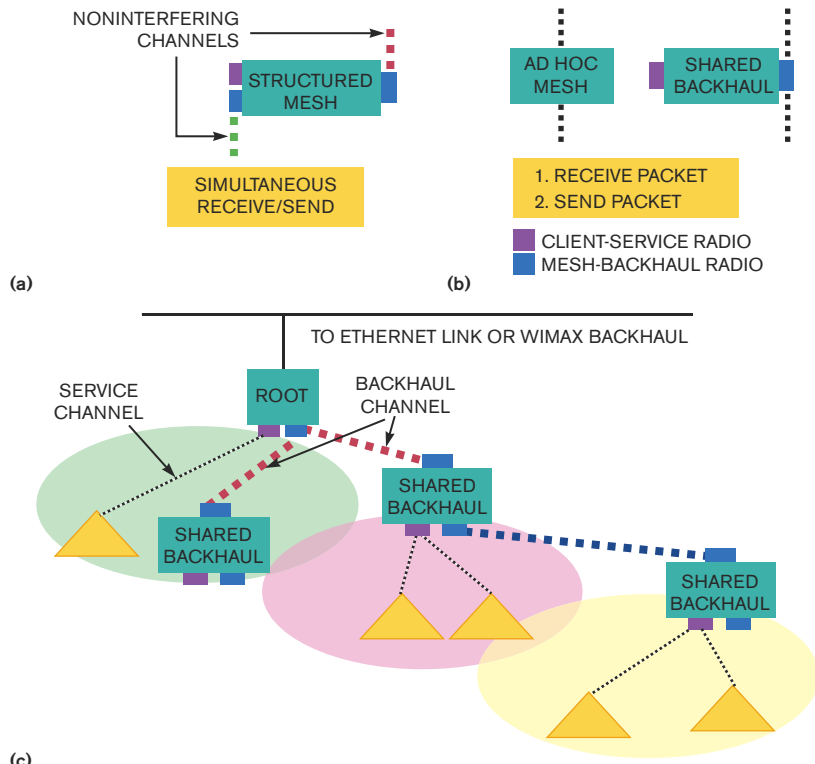 NONINTERFERING
CHANNELS
STRUCTURED
MESH
SIMULTANEOUS
RECEIVE/SEND
(a)
AD HOC
MESH
SHARED
BACKHAUL
1. RECEIVE PACKET
2. SEND PACKET
CLIENT-SERVICE RADIO
MESH-BACKHAUL RADIO
(b)
TO ETHERNET LINK OR WIMAX BACKHAUL
SERVICE
CHANNEL
ROOT
BACKHAUL
CHANNEL
SHARED
BACKHAUL
SHARED
BACKHAUL
SHARED
BACKHAUL
(c)